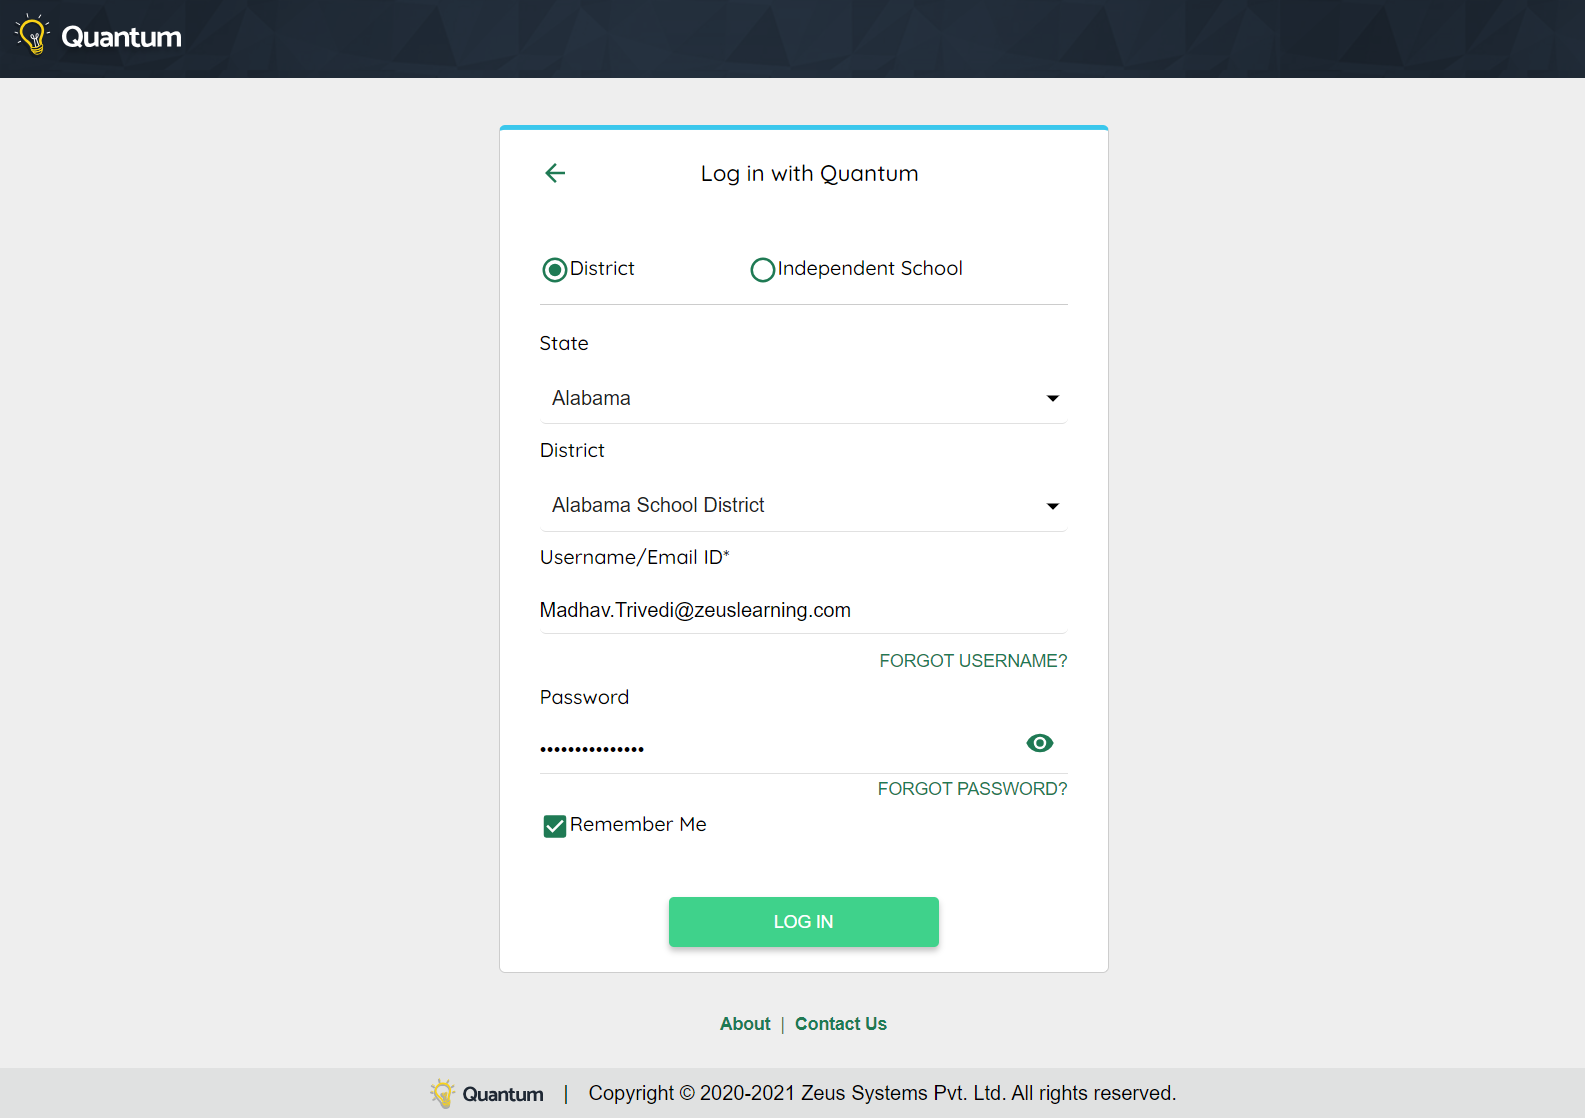 Quantum
Log in with Quantum
District
Independent School
State
Alabama
District
Alabama School District
Username/Email ID*
Madhav.Trivedi@zeuslearning.com
FORGOT USERNAME?
Password
•••••••••••••••
FORGOT PASSWORD?
Remember Me
LOG IN
About | Contact Us
Quantum | Copyright © 2020-2021 Zeus Systems Pvt. Ltd. All rights reserved.